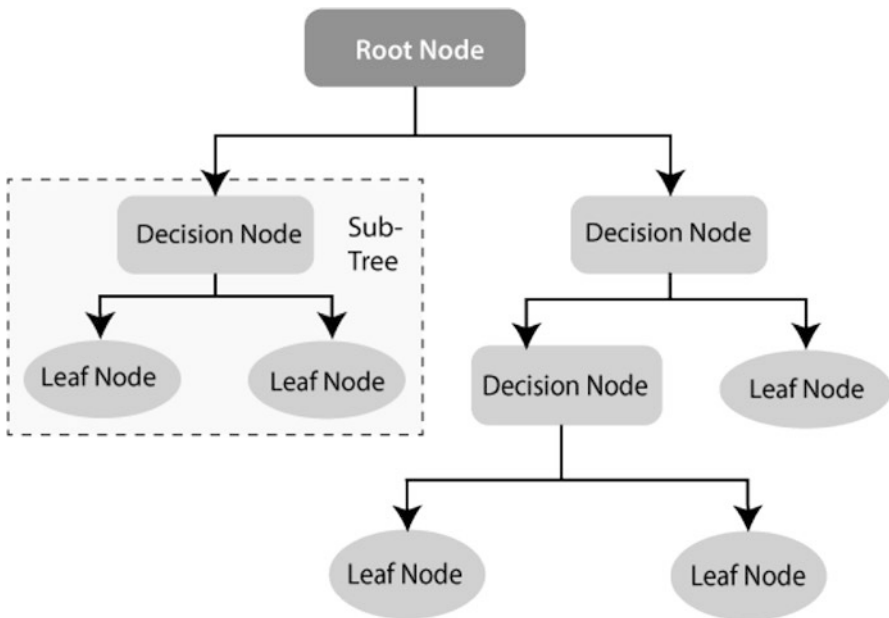 Root Node
Decision Node
Sub-
Tree
Decision Node
Leaf Node
Leaf Node
Decision Node
Leaf Node
Leaf Node
Leaf Node